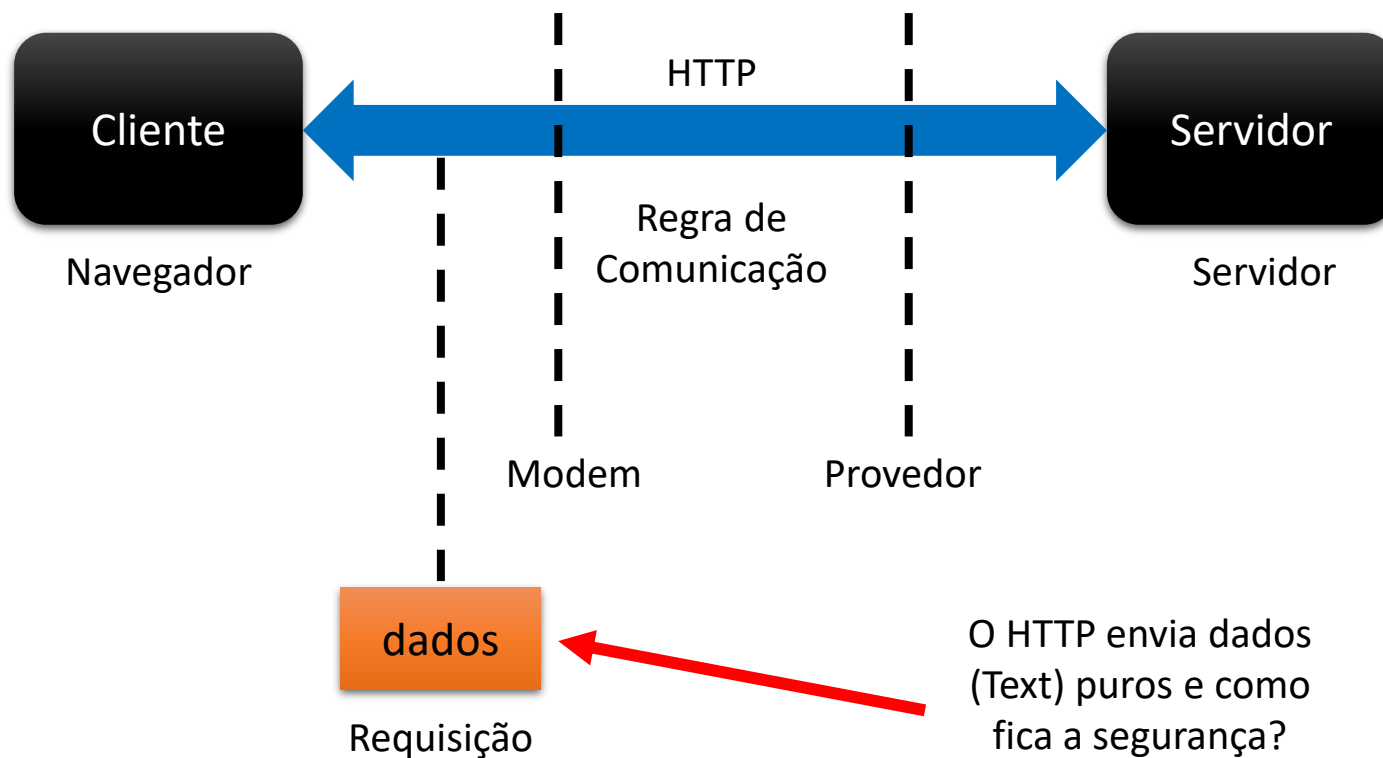 HTTP
Cliente
Servidor
Regra de
Comunicação
Navegador
Servidor
Modem
Provedor
dados
Requisição
O HTTP envia dados
(Text) puros e como
fica a segurança?